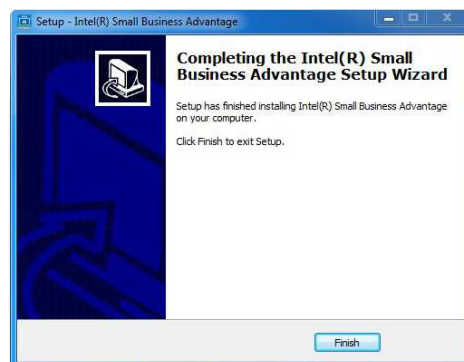 Setup - Intel(R) Small Business Advantage
Completing the Intel(R) Small
Business Advantage Setup Wizard
Setup has finished installing Intel(R) Small Business Advantage
on your computer.
Click Finish to exit Setup.
Finish